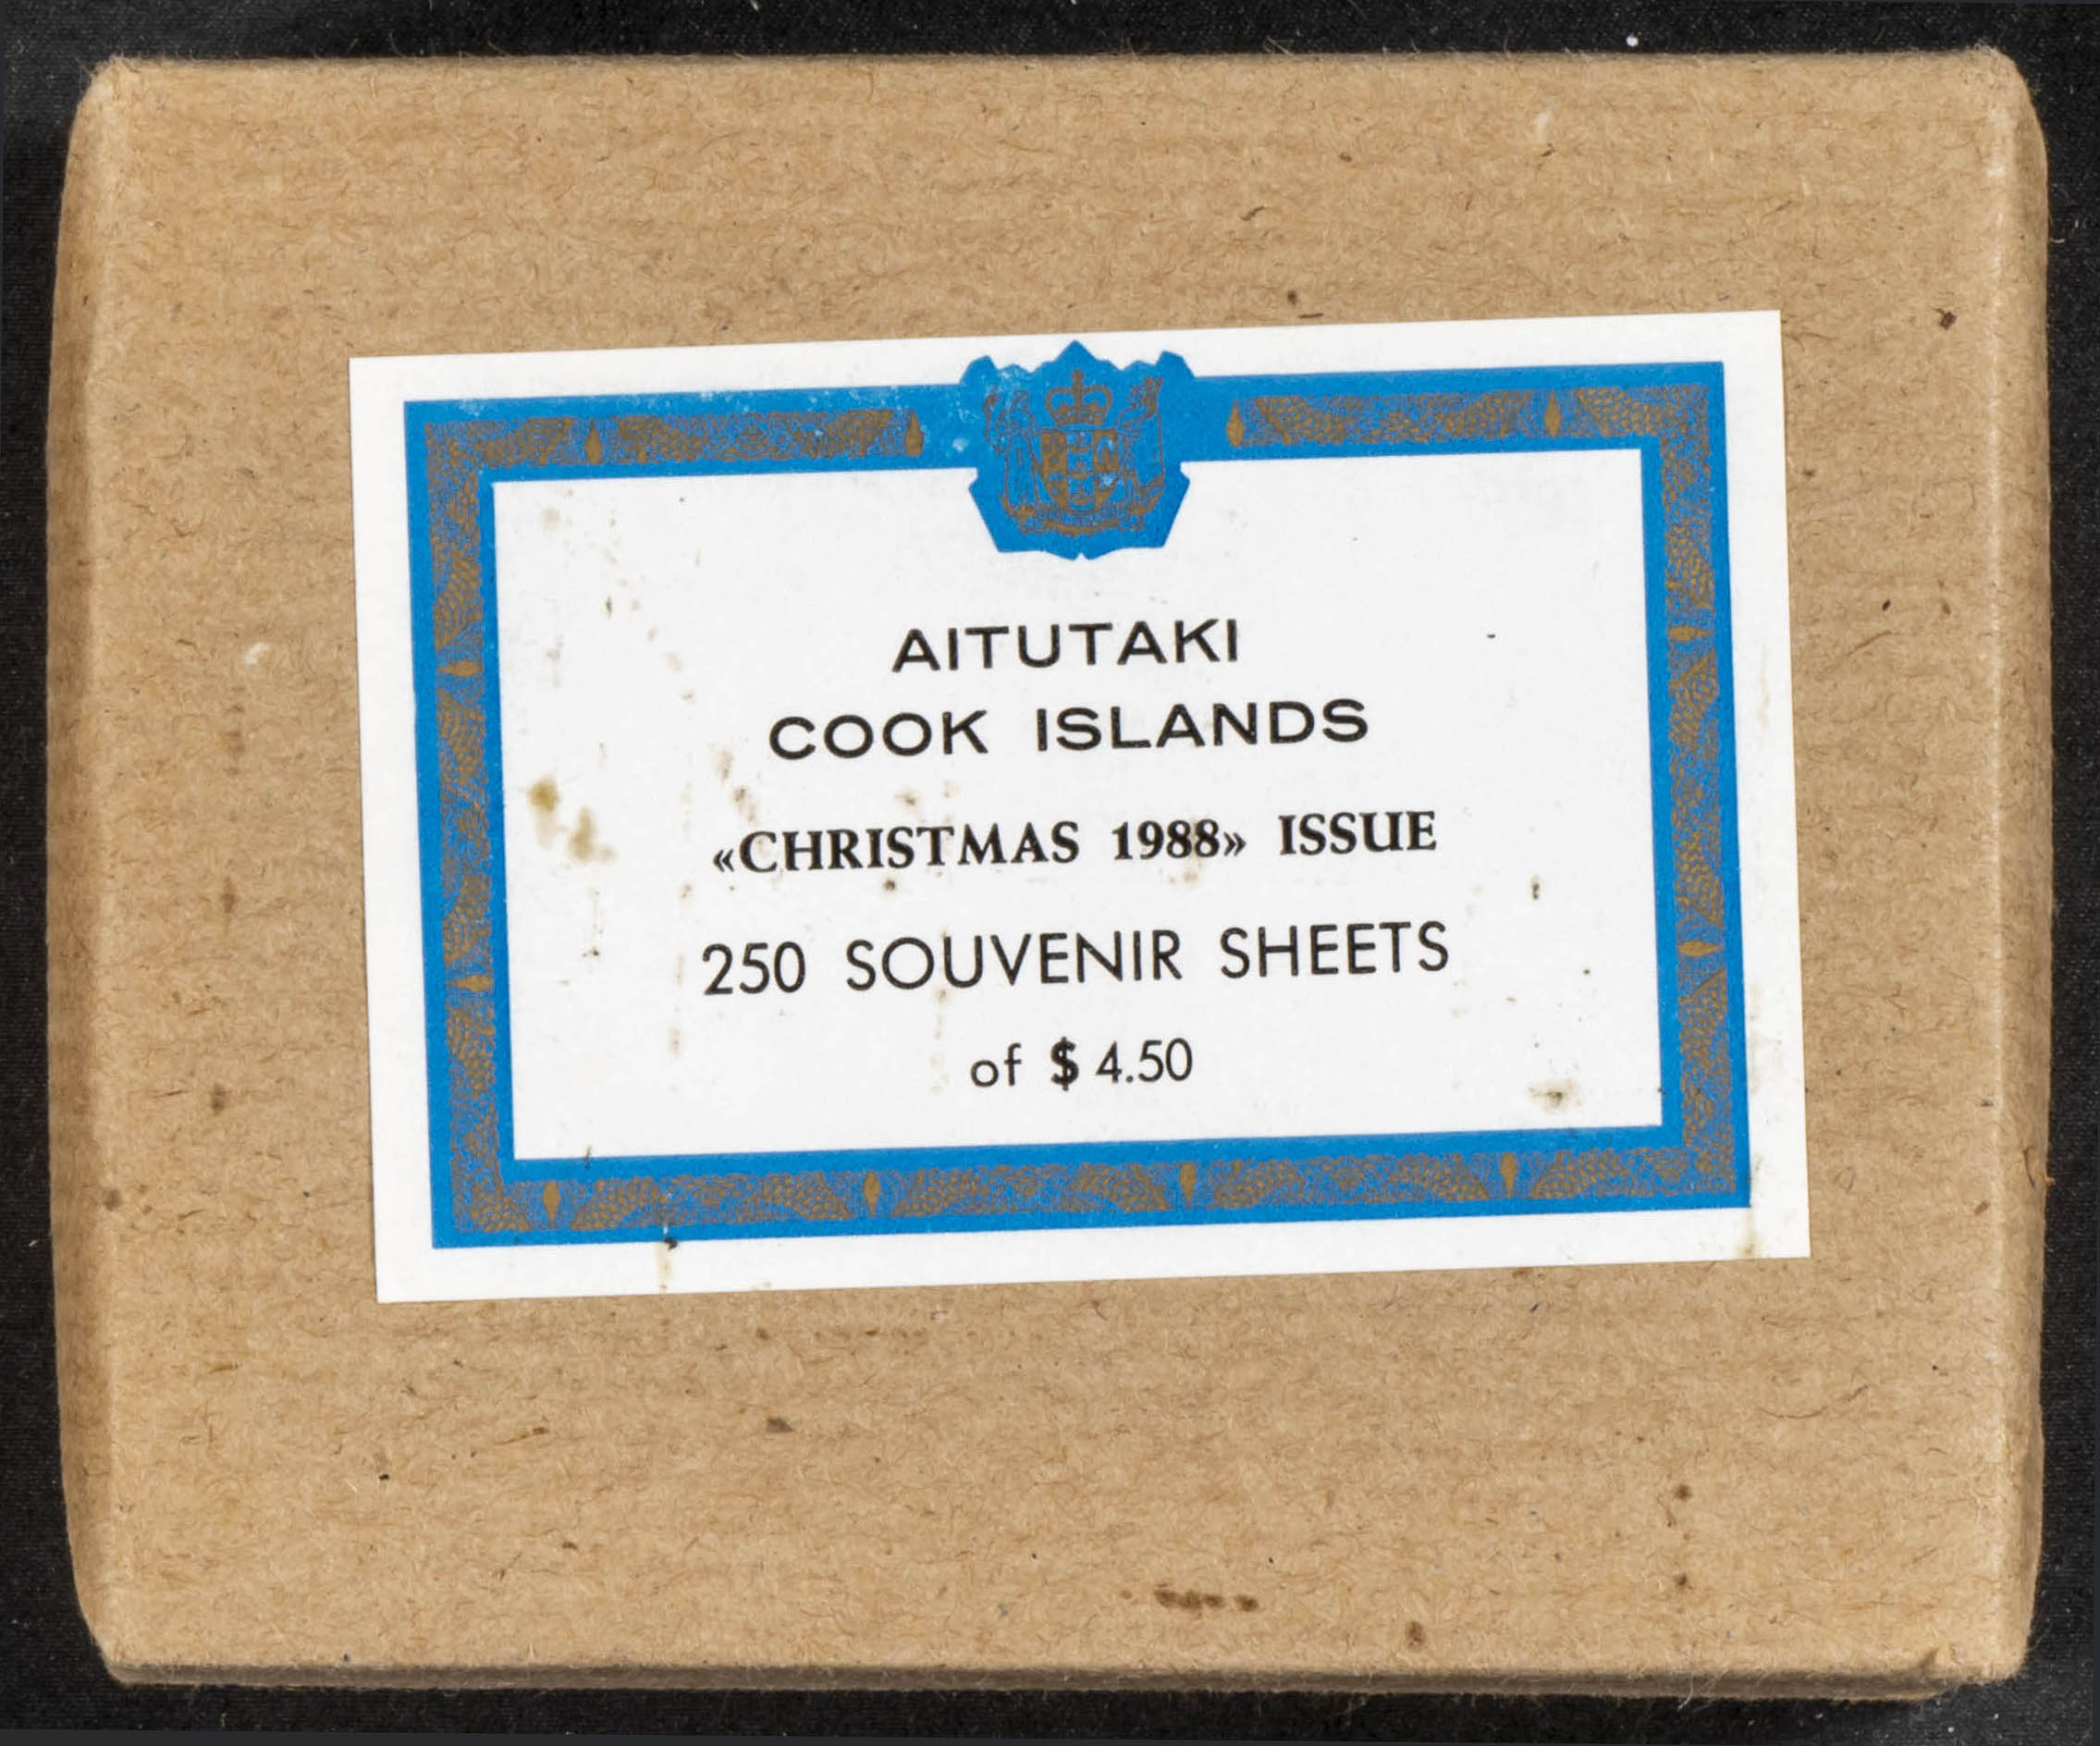 AITUTAKI
COOK ISLANDS
«CHRISTMAS 1988» ISSUE
250 SOUVENIR SHEETS
of $ 4.50